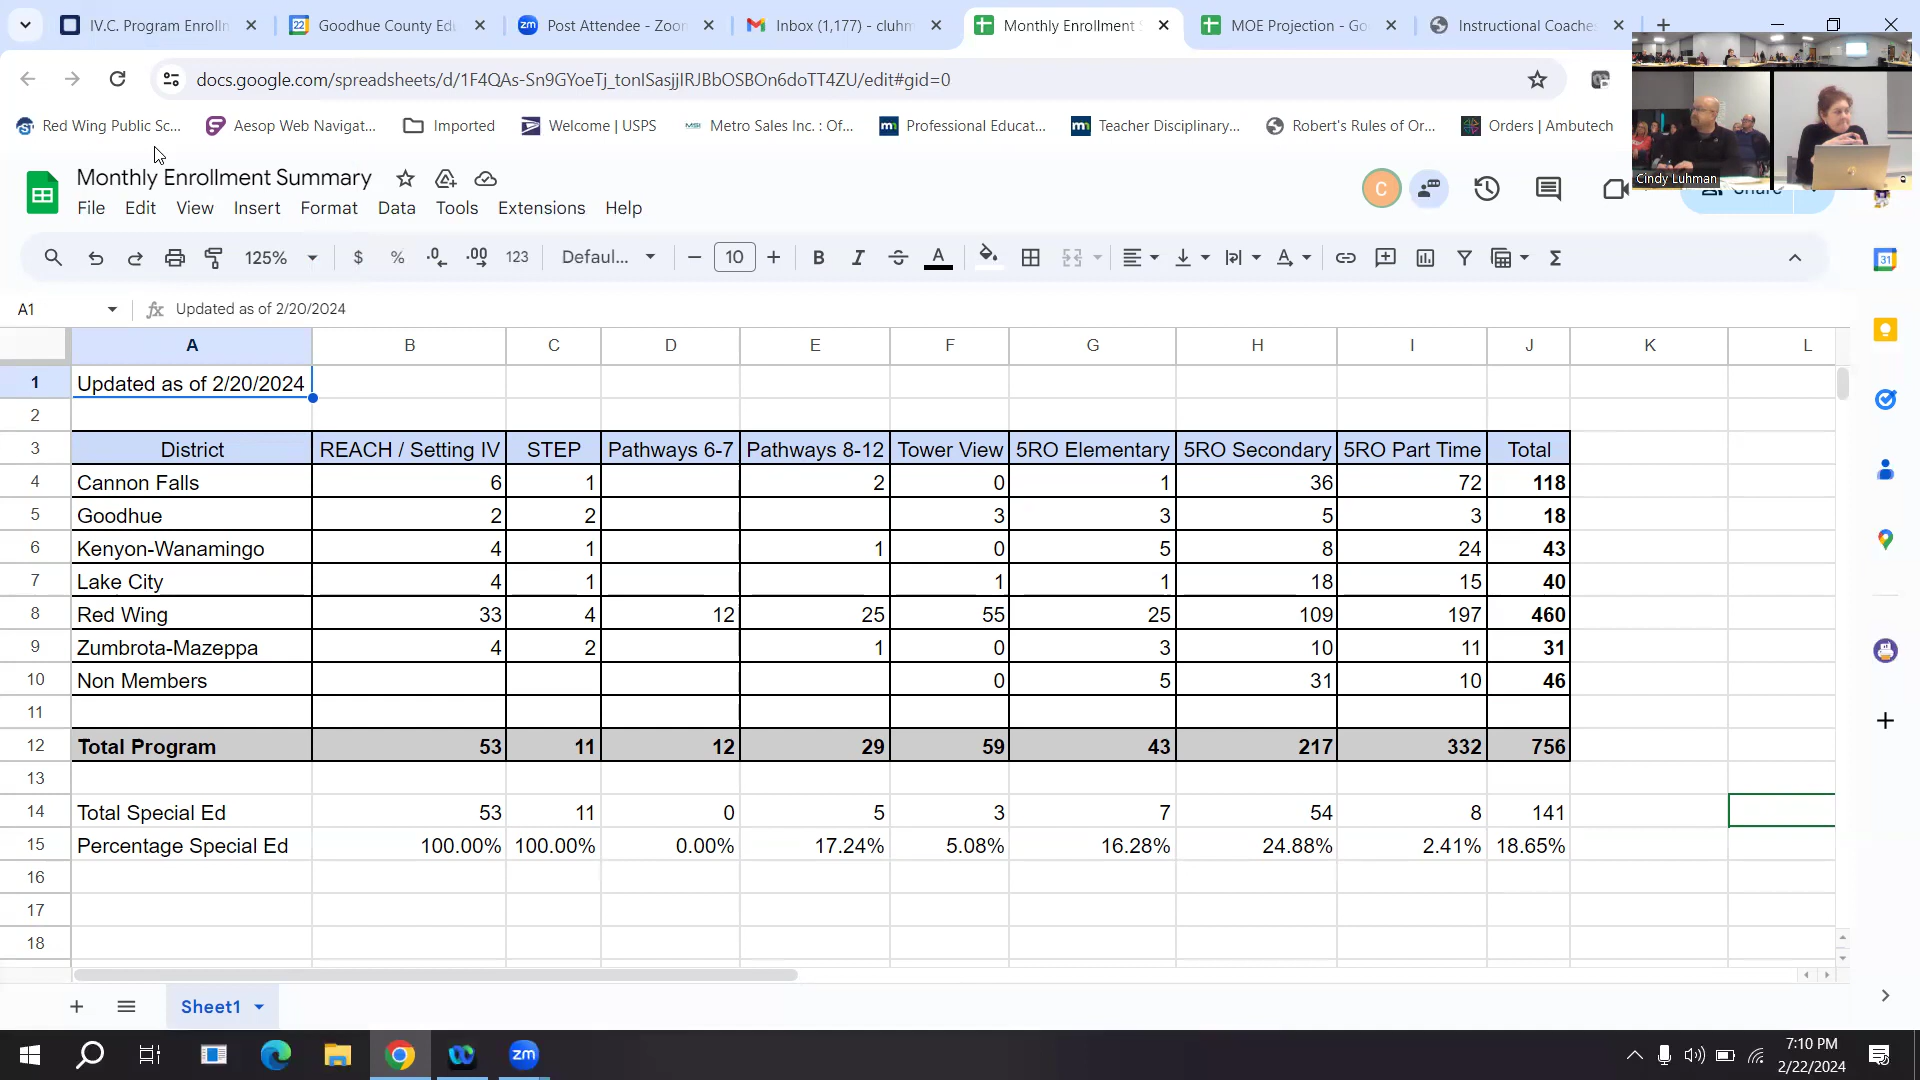 IV.C. Program Enrollm
Goodhue County Edu
Post Attendee - Zoom
Inbox (1,177) - cluhm
Monthly Enrollment S
MOE Projection - Go
Instructional Coaches
docs.google.com/spreadsheets/d/1F4QAs-Sn9GYoeTj_tonISasjjIRJBbOSBOn6doTT4ZU/edit#gid=0
Red Wing Public Sc... Aesop Web Navigat... Imported Welcome | USPS Metro Sales Inc. : Of... Professional Educat... Teacher Disciplinary... Robert's Rules of Or... Orders | Ambutech
Cindy Luhman
Monthly Enrollment Summary
C
Share
File Edit View Insert Format Data Tools Extensions Help
125% $ % .0 .00 123 Defaul... 10 B I S A
31
A1 fx Updated as of 2/20/2024
A B C D E F G H I J K L
1 Updated as of 2/20/2024
2
3 District REACH / Setting IV STEP Pathways 6-7 Pathways 8-12 Tower View 5RO Elementary 5RO Secondary 5RO Part Time Total
4 Cannon Falls 6 1 2 0 1 36 72 118
5 Goodhue 2 2 3 3 5 3 18
6 Kenyon-Wanamingo 4 1 1 0 5 8 24 43
7 Lake City 4 1 1 1 18 15 40
8 Red Wing 33 4 12 25 55 25 109 197 460
9 Zumbrota-Mazeppa 4 2 1 0 3 10 11 31
10 Non Members 0 5 31 10 46
11
12 Total Program 53 11 12 29 59 43 217 332 756
13
14 Total Special Ed 53 11 0 5 3 7 54 8 141
15 Percentage Special Ed 100.00% 100.00% 0.00% 17.24% 5.08% 16.28% 24.88% 2.41% 18.65%
16
17
18
Sheet1
zm
7:10 PM
2/22/2024